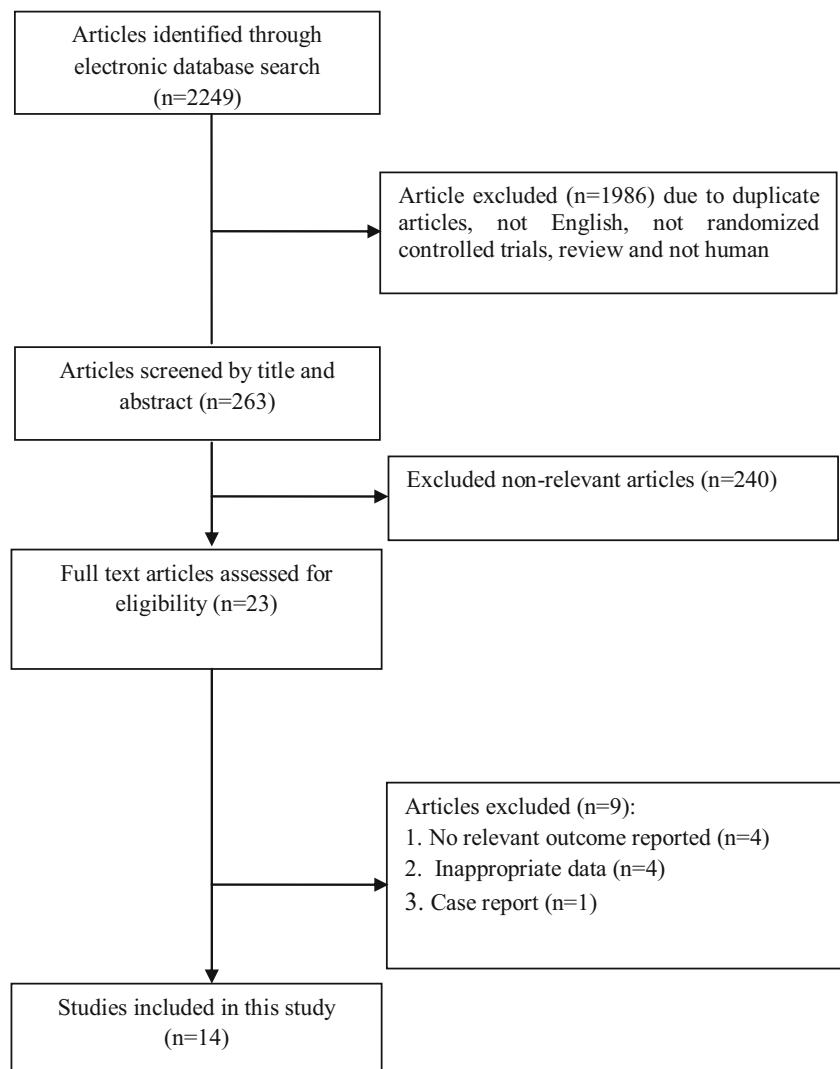 Articles identified through
electronic database search
(n=2249)
Article excluded (n=1986) due to duplicate
articles, not English, not randomized
controlled trials, review and not human
Articles screened by title and
abstract (n=263)
Excluded non-relevant articles (n=240)
Full text articles assessed for
eligibility (n=23)
Articles excluded (n=9):
1. No relevant outcome reported (n=4)
2. Inappropriate data (n=4)
3. Case report (n=1)
Studies included in this study
(n=14)